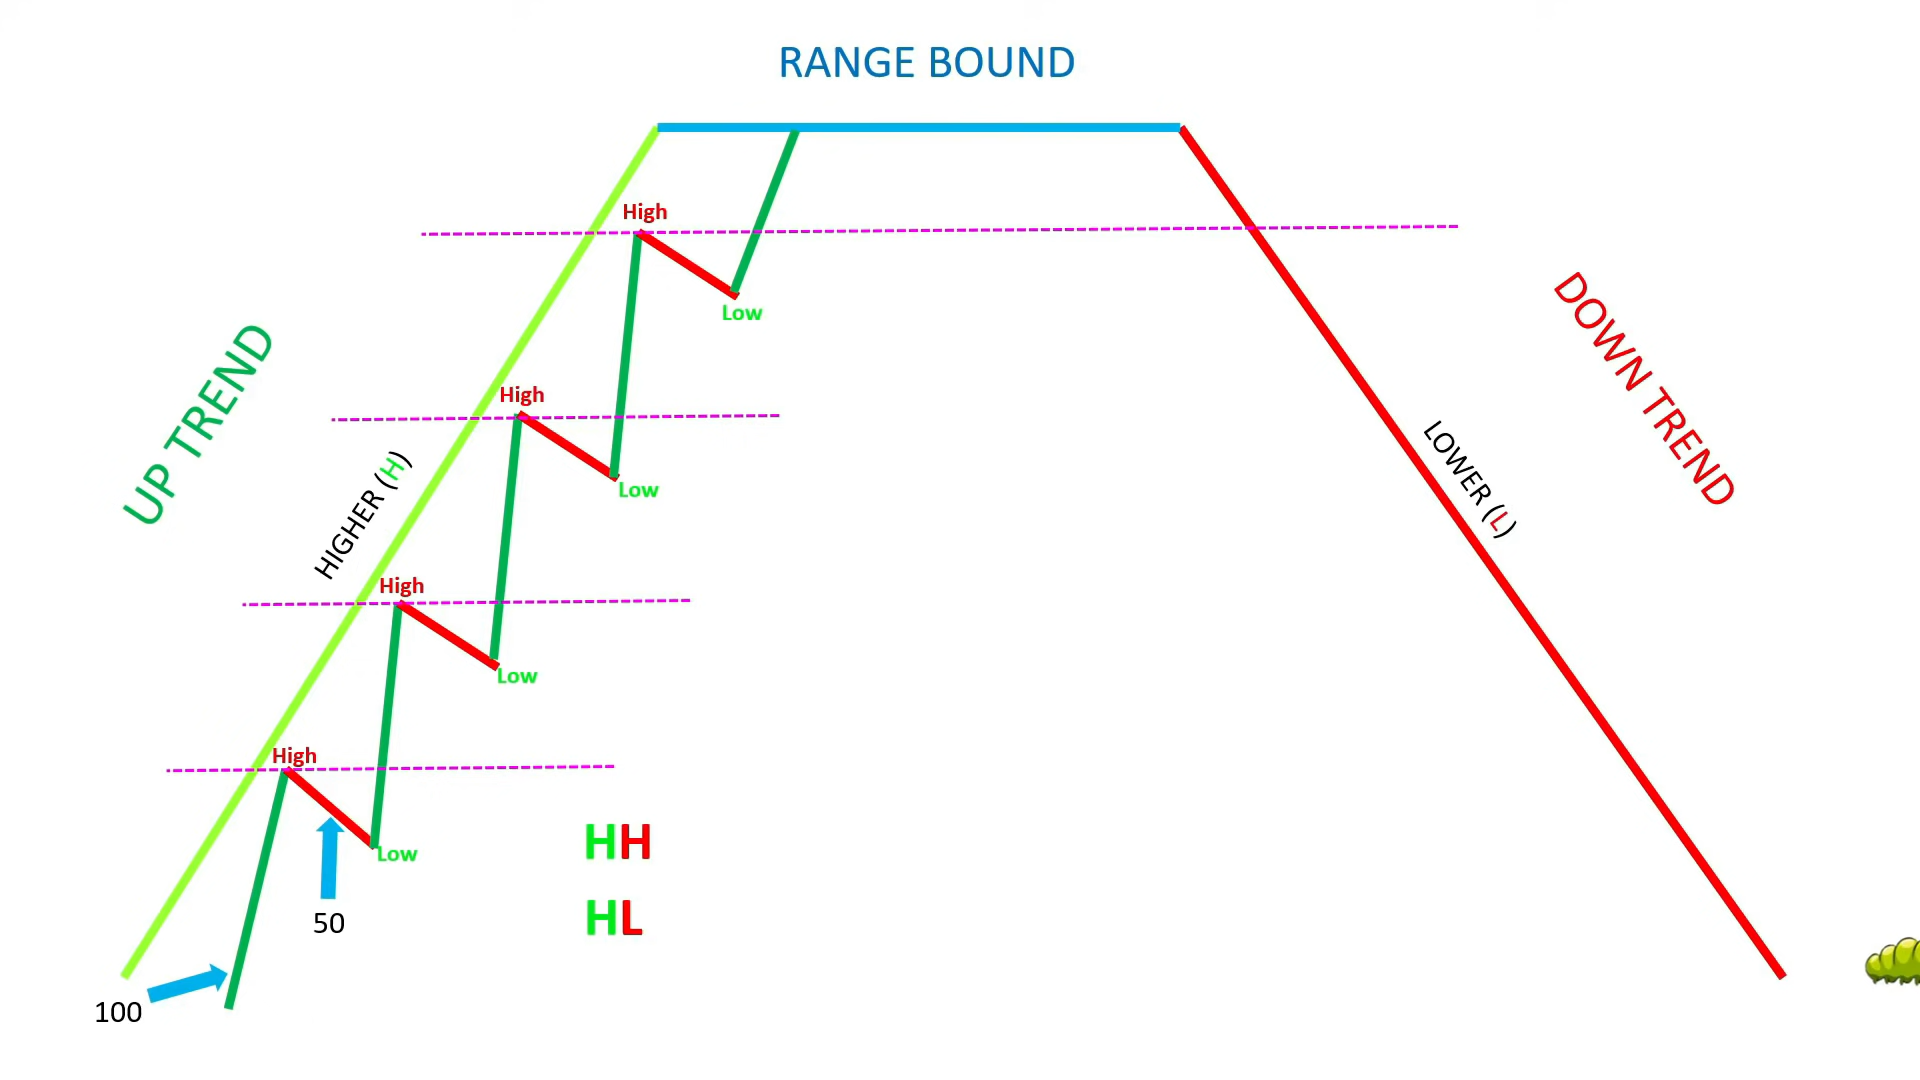 RANGE BOUND
High
Low
DOWN TREND
UP TREND
High
HIGHER (H)
LOWER (L)
Low
High
Low
High
Low
HH
HL
50
100